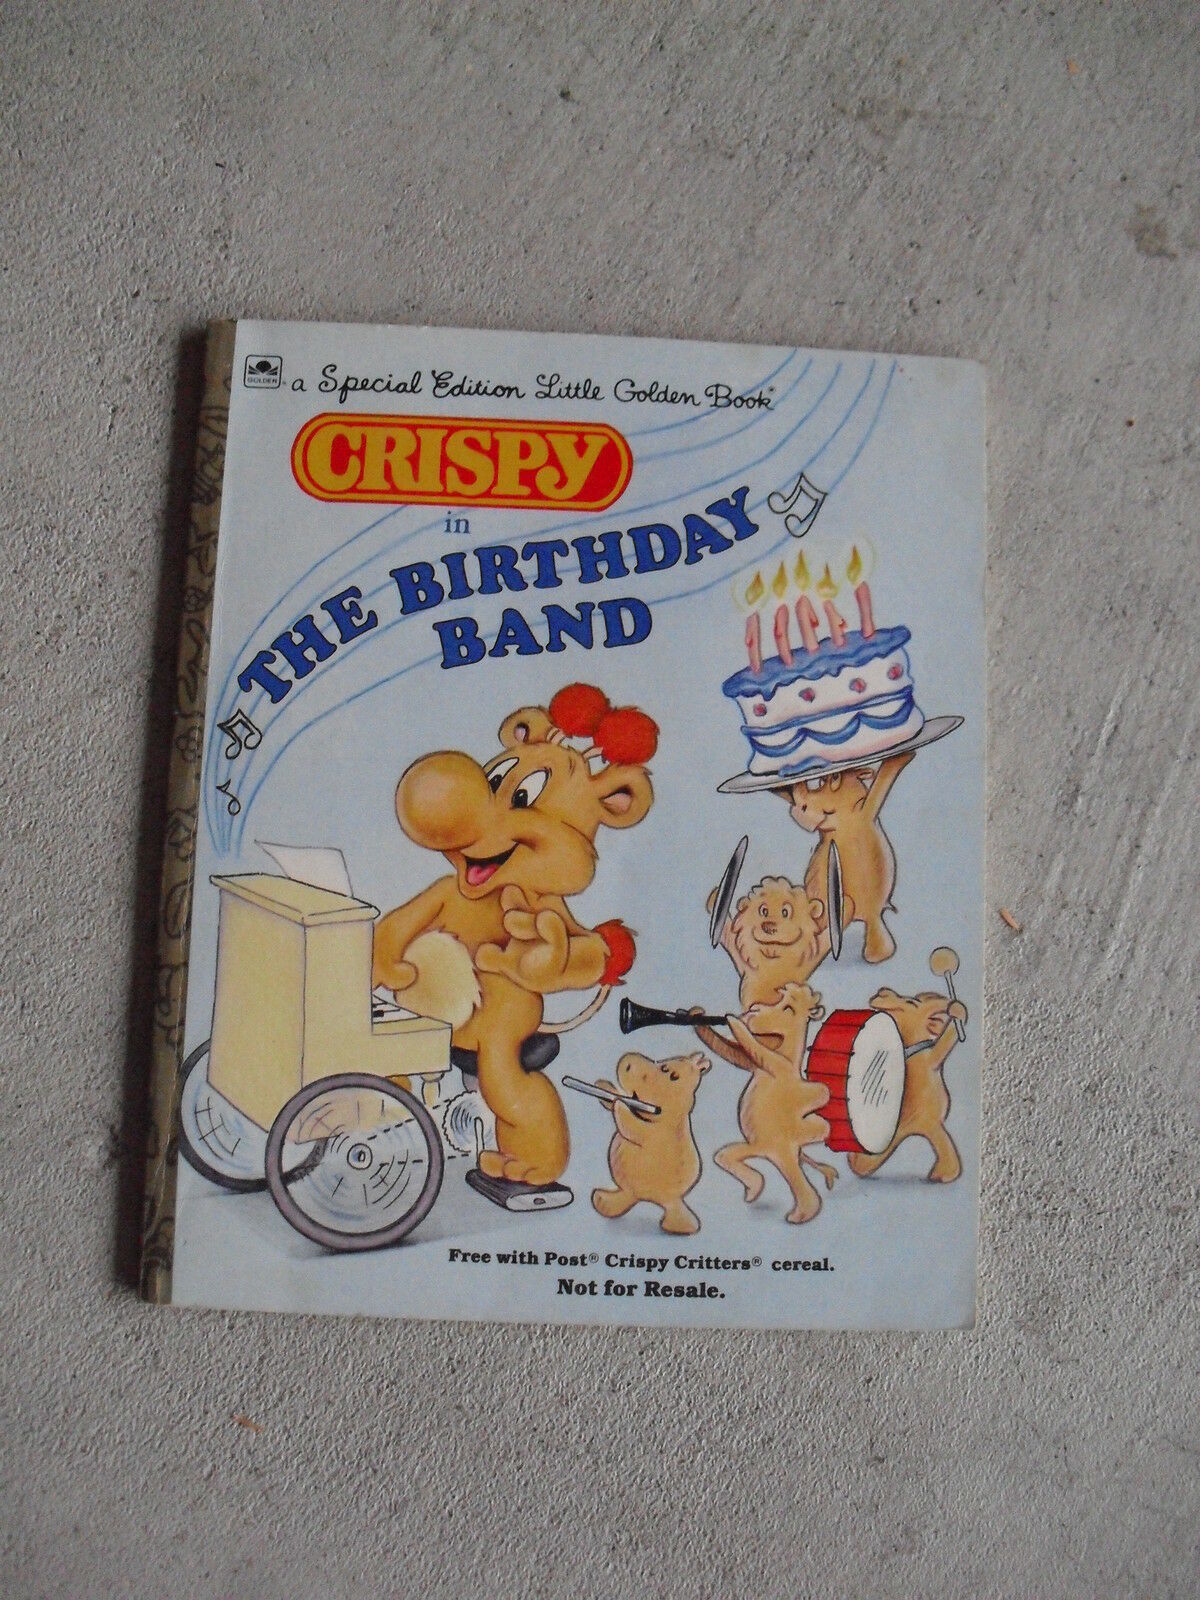 GOLDEN
a Special Edition Little Golden Book®
CRISPY
in
THE BIRTHDAY
BAND
Free with Post® Crispy Critters® cereal.
Not for Resale.